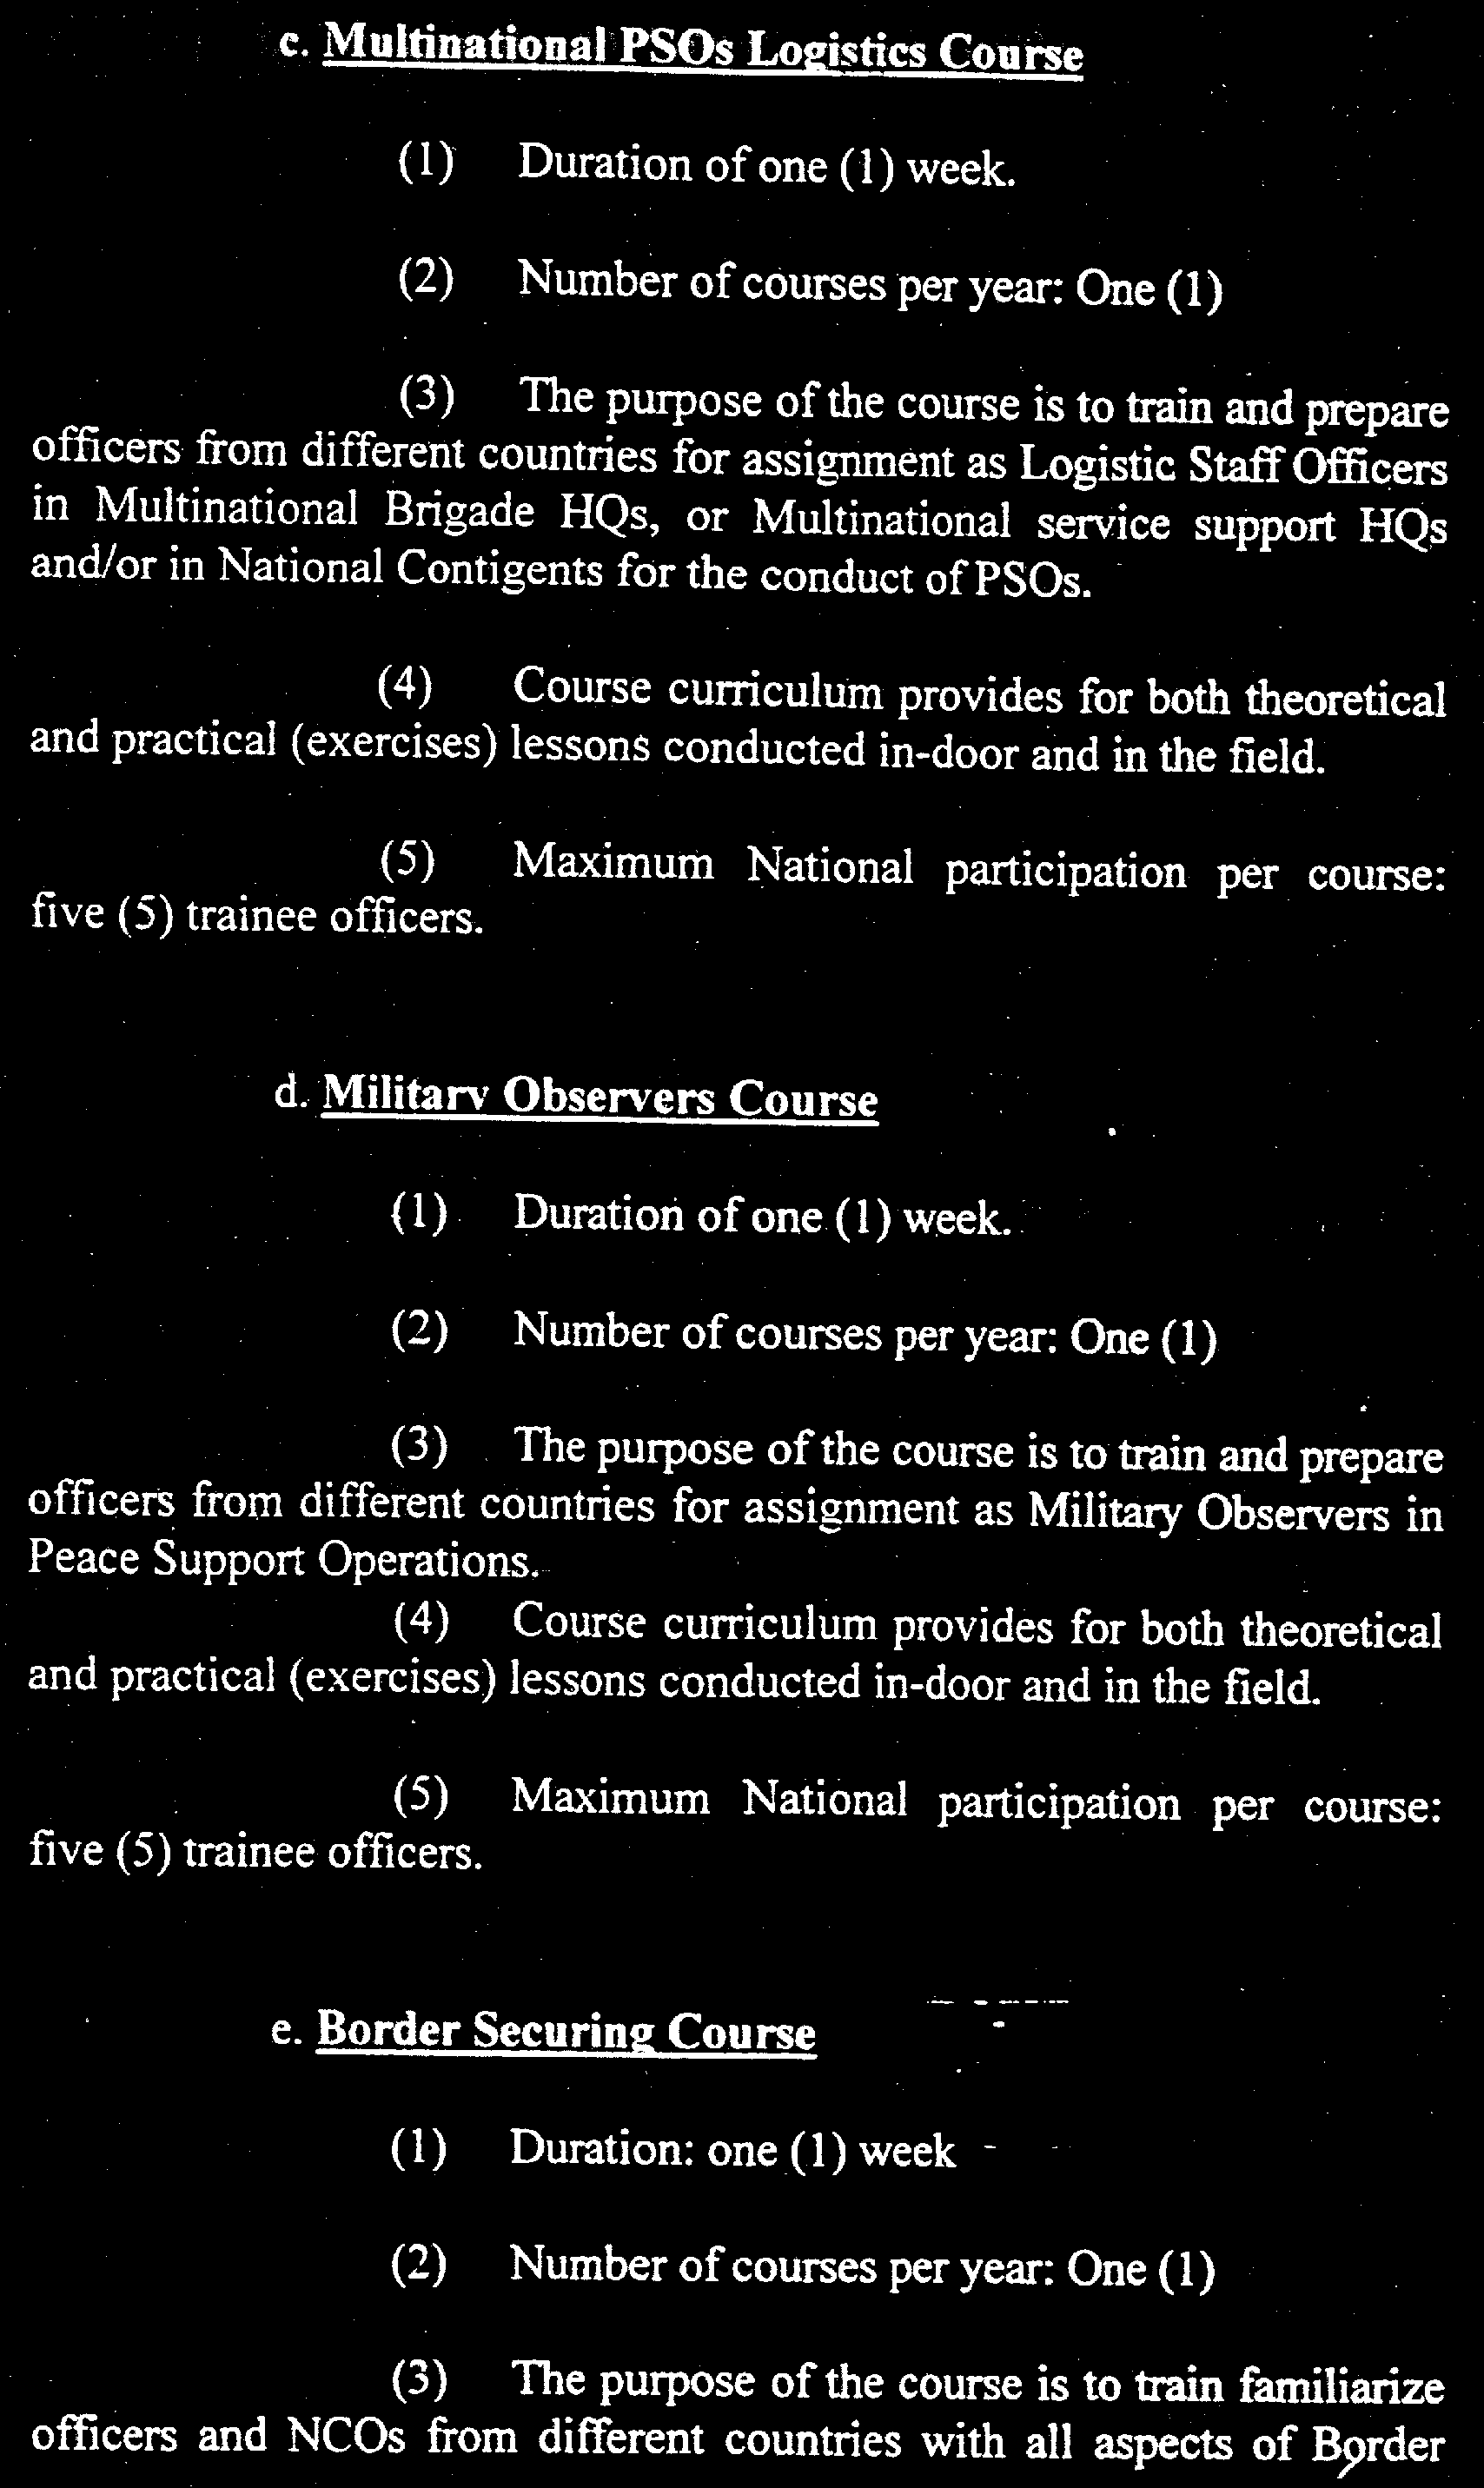 c. Multinational PSOs Logistics Course
(1) Duration of one (1) week.
(2) Number of courses per year: One (1)
(3) The purpose of the course is to train and prepare
officers from different countries for assignment as Logistic Staff Officers
in Multinational Brigade HQs, or Multinational service support HQs
and/or in National Contigents for the conduct of PSOs.
(4) Course curriculum provides for both theoretical
and practical (exercises) lessons conducted in-door and in the field.
(5) Maximum National participation per course:
five (5) trainee officers.
d. Military Observers Course
(1) Duration of one (1) week.
(2) Number of courses per year: One (1)
(3) The purpose of the course is to train and prepare
officers from different countries for assignment as Military Observers in
Peace Support Operations.
(4) Course curriculum provides for both theoretical
and practical (exercises) lessons conducted in-door and in the field.
(5) Maximum National participation per course:
five (5) trainee officers.
e. Border Securing Course
(1) Duration: one (1) week
(2) Number of courses per year: One (1)
(3) The purpose of the course is to train familiarize
officers and NCOs from different countries with all aspects of Border